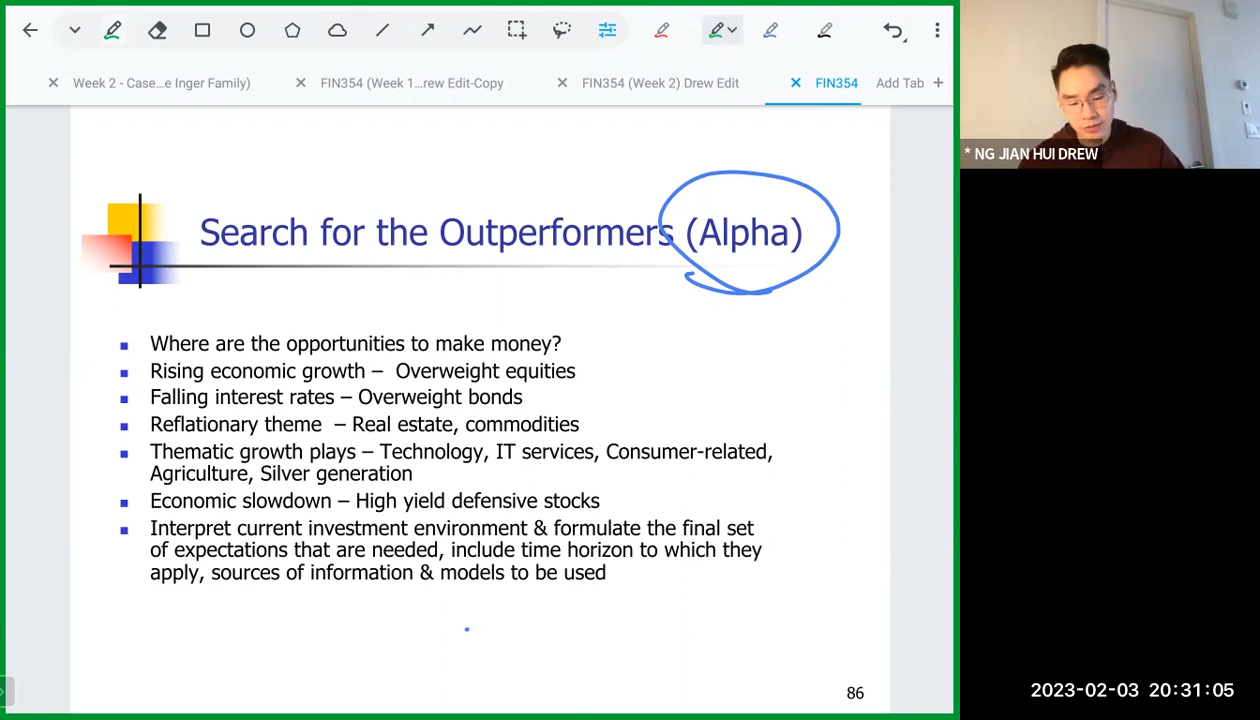 Week 2 - Case...e Inger Family)
FIN354 (Week 1...rew Edit-Copy
FIN354 (Week 2) Drew Edit
FIN354
Add Tab +
* NG JIAN HUI DREW
Search for the Outperformers (Alpha)
Where are the opportunities to make money?
Rising economic growth – Overweight equities
Falling interest rates – Overweight bonds
Reflationary theme – Real estate, commodities
Thematic growth plays – Technology, IT services, Consumer-related,
Agriculture, Silver generation
Economic slowdown – High yield defensive stocks
Interpret current investment environment & formulate the final set
of expectations that are needed, include time horizon to which they
apply, sources of information & models to be used
86
2023-02-03 20:31:05